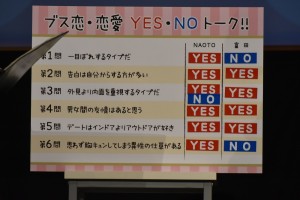 ブス恋・恋愛 YES・NO トーク!!
NAOTO 富田
第1問 一目ぼれするタイプだ YES NO
第2問 告白は自分からする方が多い YES YES
第3問 外見より内面を重視するタイプだ YES NO YES
第4問 男女間の友情はあると思う YES YES
第5問 デートはインドアよりアウトドアが好き YES YES
第6問 思わず胸キュンしてしまう異性の仕草がある YES NO